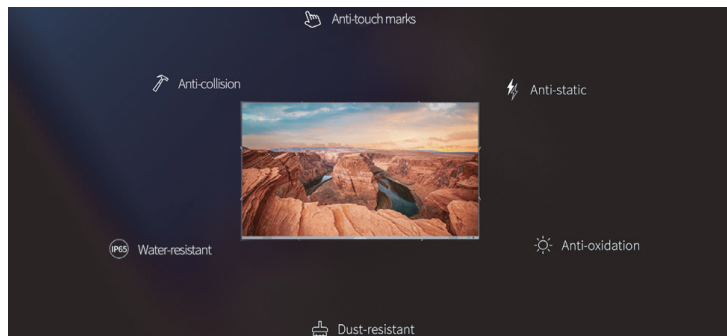 Anti-touch marks
Anti-collision
Anti-static
IP65 Water-resistant
Anti-oxidation
Dust-resistant